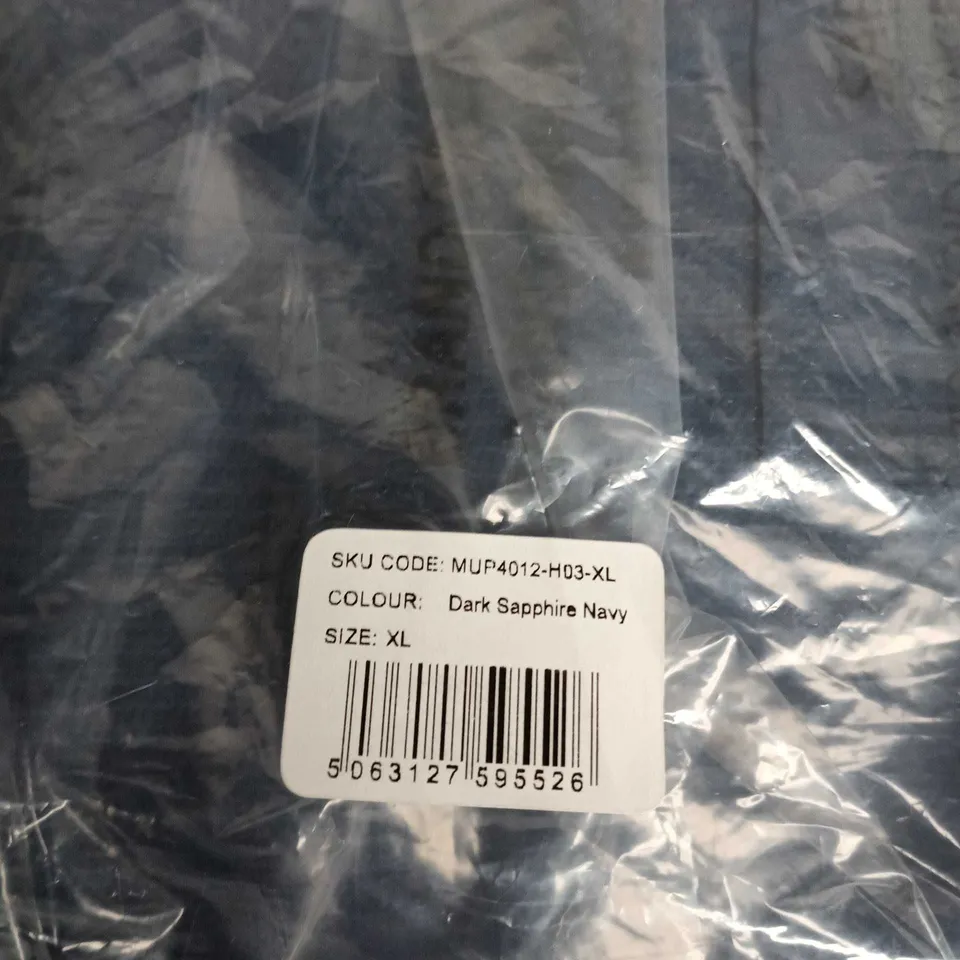 SKU CODE: MUP4012-H03-XL
COLOUR: Dark Sapphire Navy
SIZE: XL
5 063127 595526